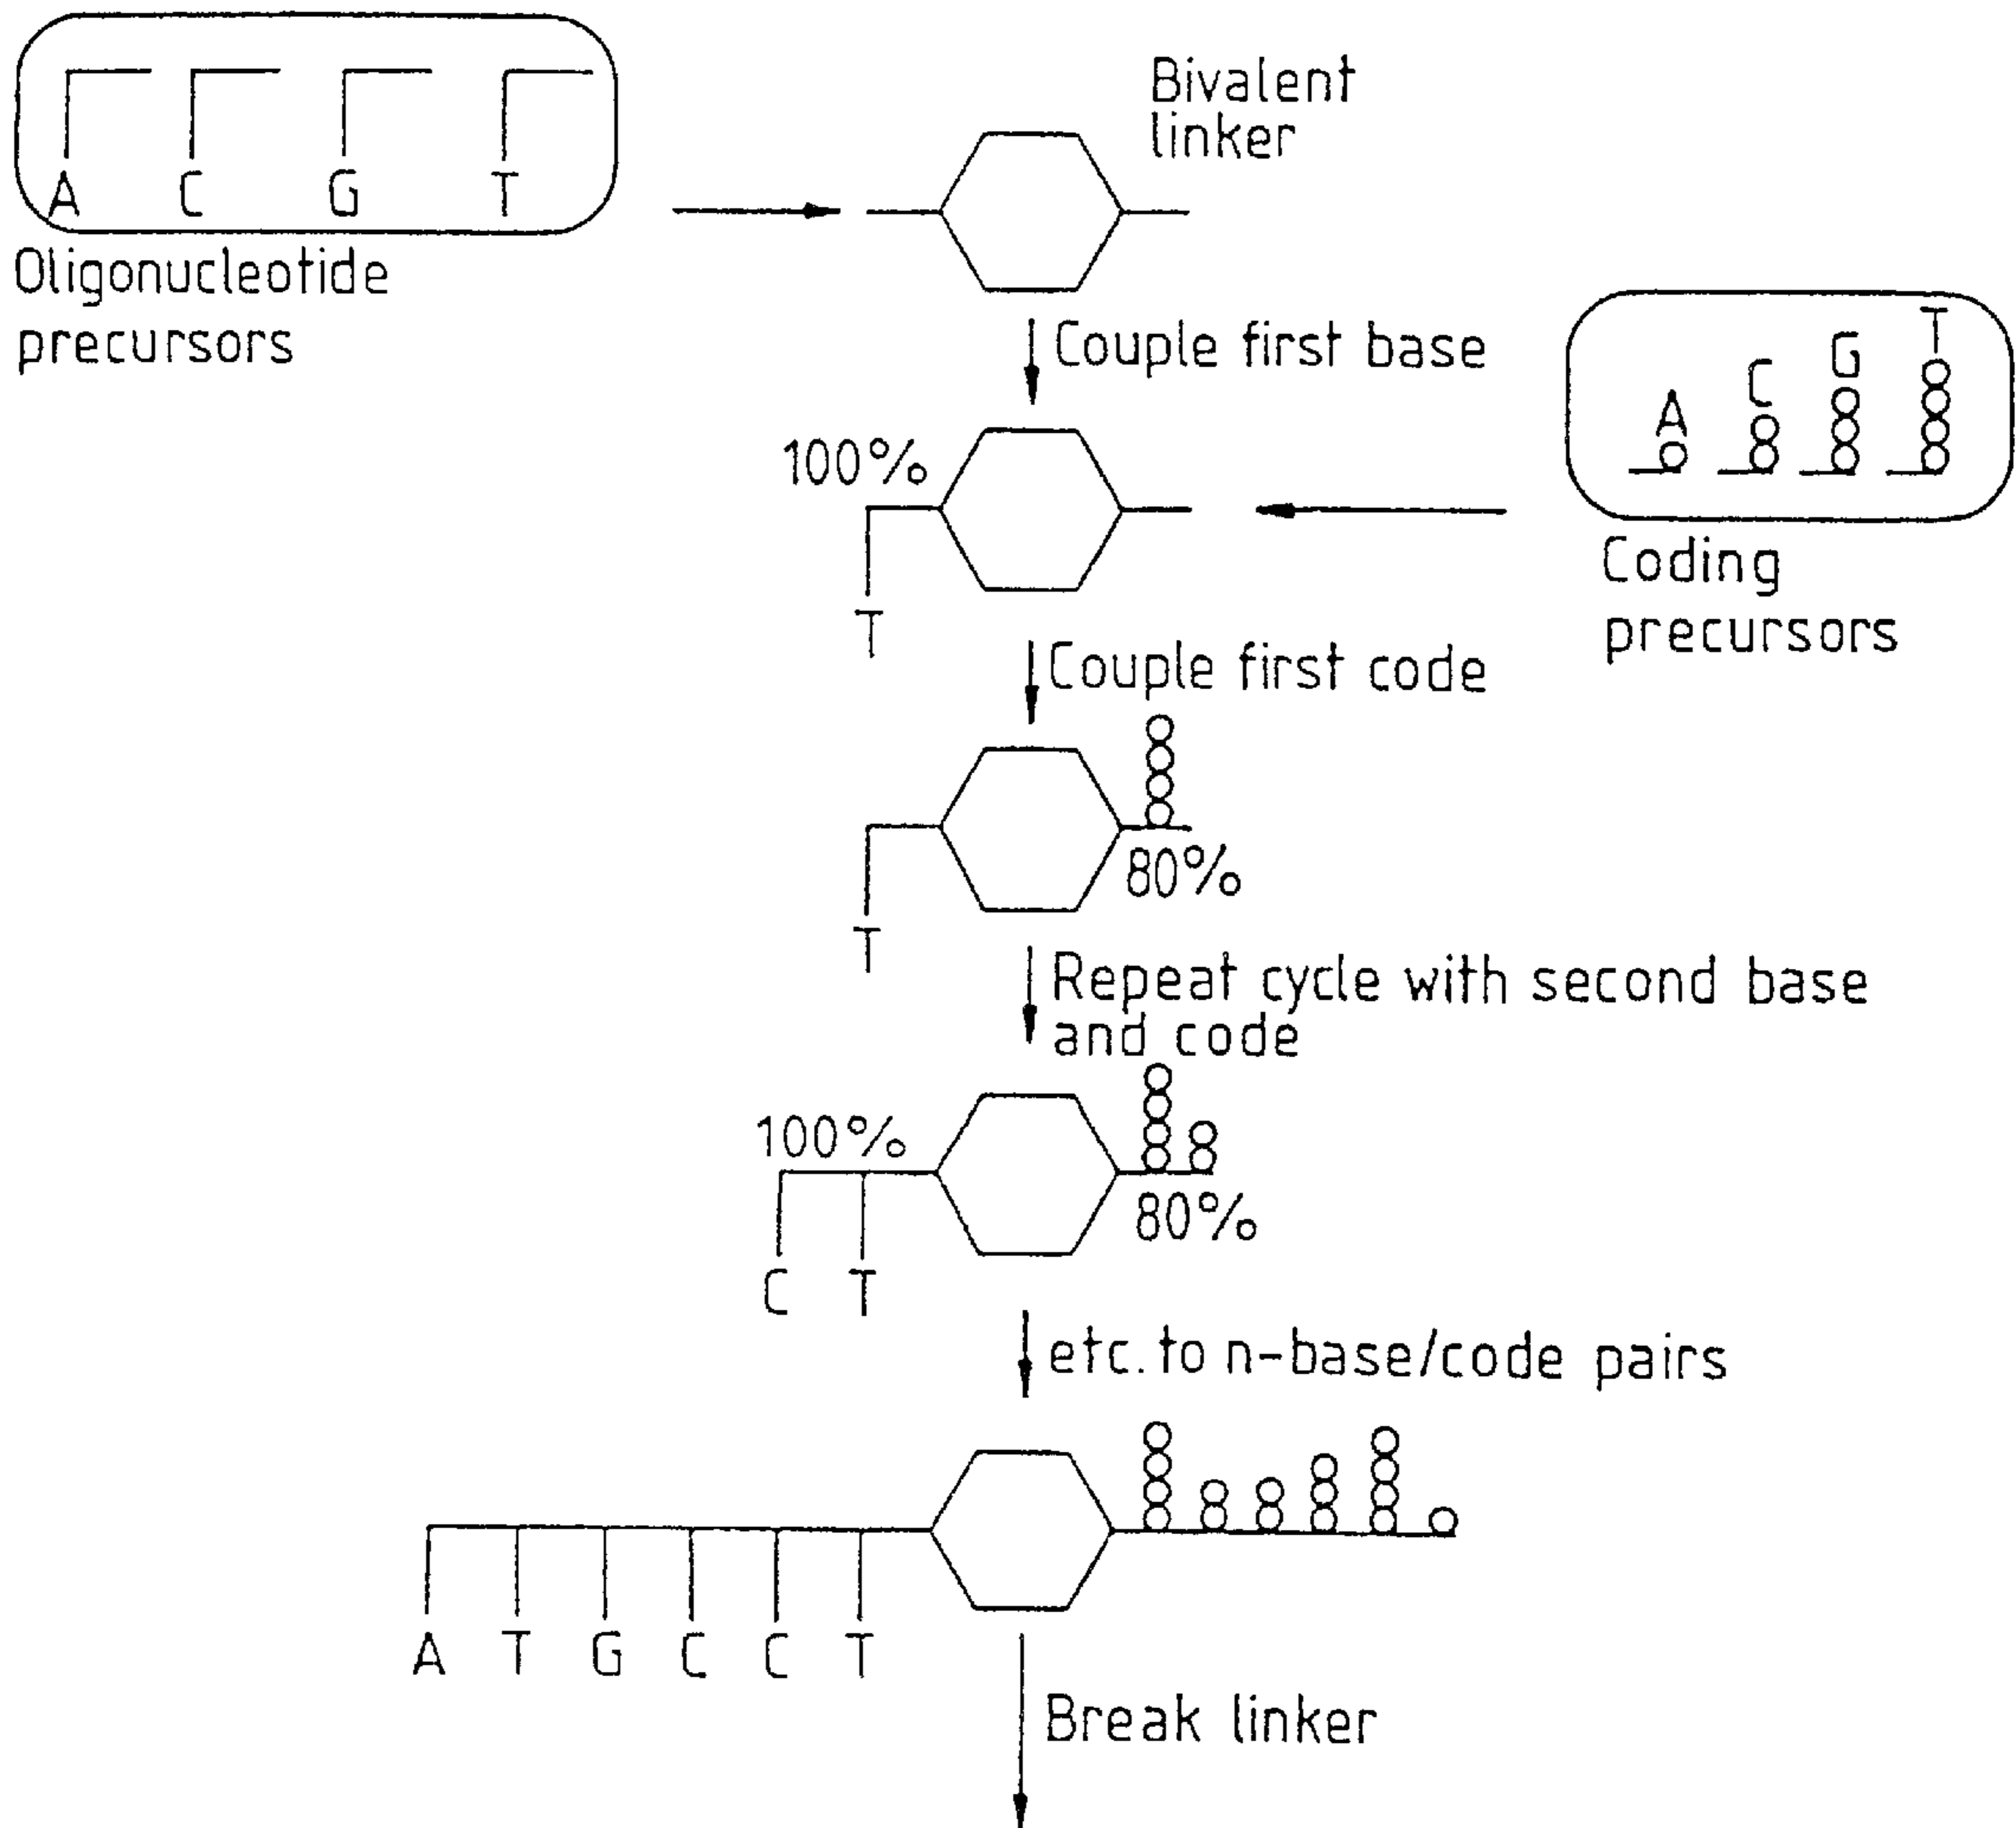 A C G T
Oligonucleotide
precursors
Bivalent
linker
Couple first base
A C G T
Coding
precursors
100%
T
Couple first code
T
80%
Repeat cycle with second base
and code
100%
80%
C T
etc. to n-base/code pairs
A T G C C T
Break linker